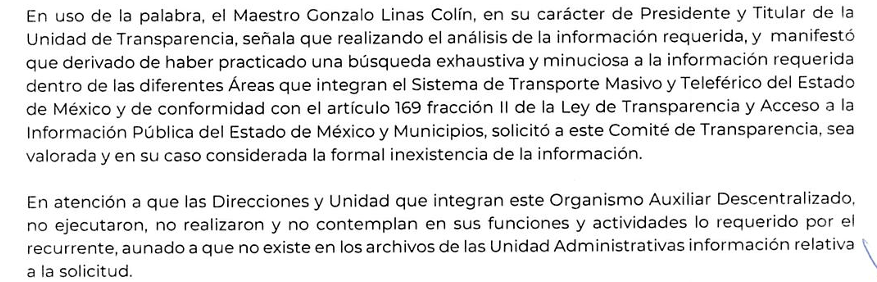 En uso de la palabra, el Maestro Gonzalo Linas Colín, en su carácter de Presidente y Titular de la
Unidad de Transparencia, señala que realizando el análisis de la información requerida, y manifestó
que derivado de haber practicado una búsqueda exhaustiva y minuciosa a la información requerida
dentro de las diferentes Áreas que integran el Sistema de Transporte Masivo y Teleférico del Estado
de México y de conformidad con el artículo 169 fracción II de la Ley de Transparencia y Acceso a la
Información Pública del Estado de México y Municipios, solicitó a este Comité de Transparencia, sea
valorada y en su caso considerada la formal inexistencia de la información.
En atención a que las Direcciones y Unidad que integran este Organismo Auxiliar Descentralizado,
no ejecutaron, no realizaron y no contemplan en sus funciones y actividades lo requerido por el
recurrente, aunado a que no existe en los archivos de las Unidad Administrativas información relativa
a la solicitud.